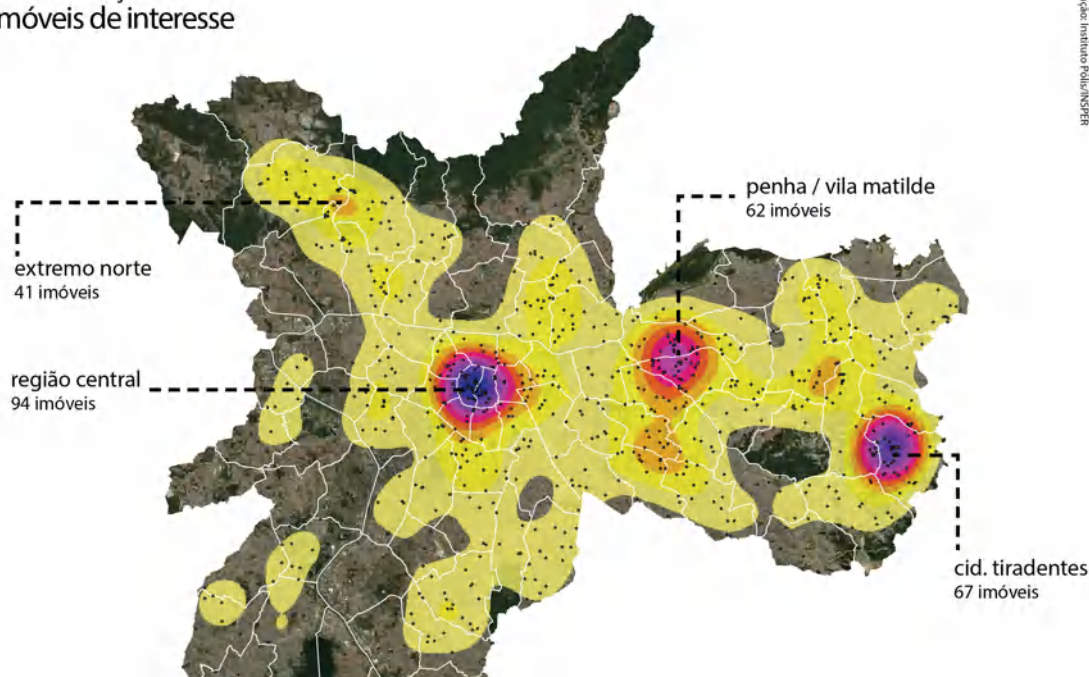 móveis de interesse
penha / vila matilde
62 imóveis
extremo norte
41 imóveis
região central
94 imóveis
cid. tiradentes
67 imóveis
Instituto Pólis/INSPER